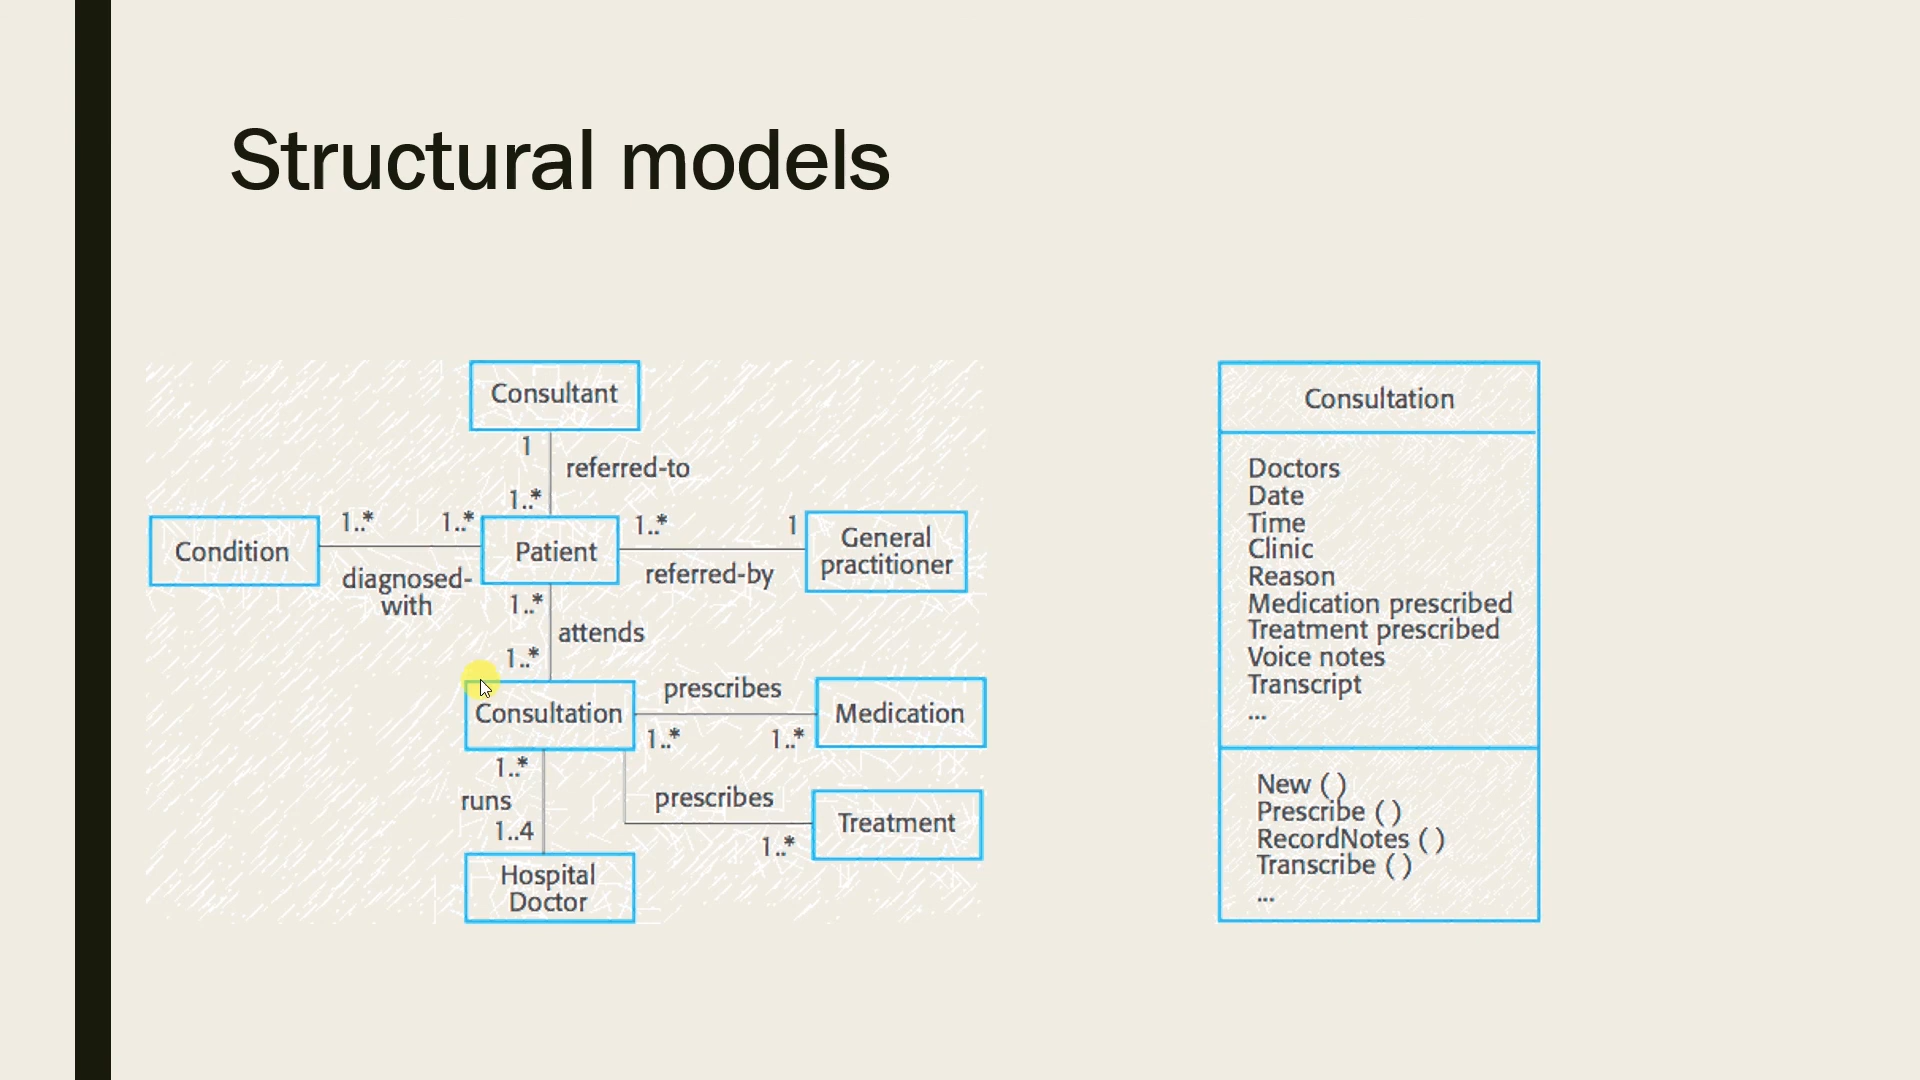 Structural models
Consultant
1
referred-to
1..*
Condition
1..*
1..*
diagnosed-
with
Patient
1..*
1
referred-by
General
practitioner
1..*
attends
1..*
Consultation
prescribes
1..*
1..*
Medication
1..*
runs
1..4
prescribes
1..*
Treatment
Hospital
Doctor
Consultation
Doctors
Date
Time
Clinic
Reason
Medication prescribed
Treatment prescribed
Voice notes
Transcript
...
New ( )
Prescribe ( )
RecordNotes ( )
Transcribe ( )
...